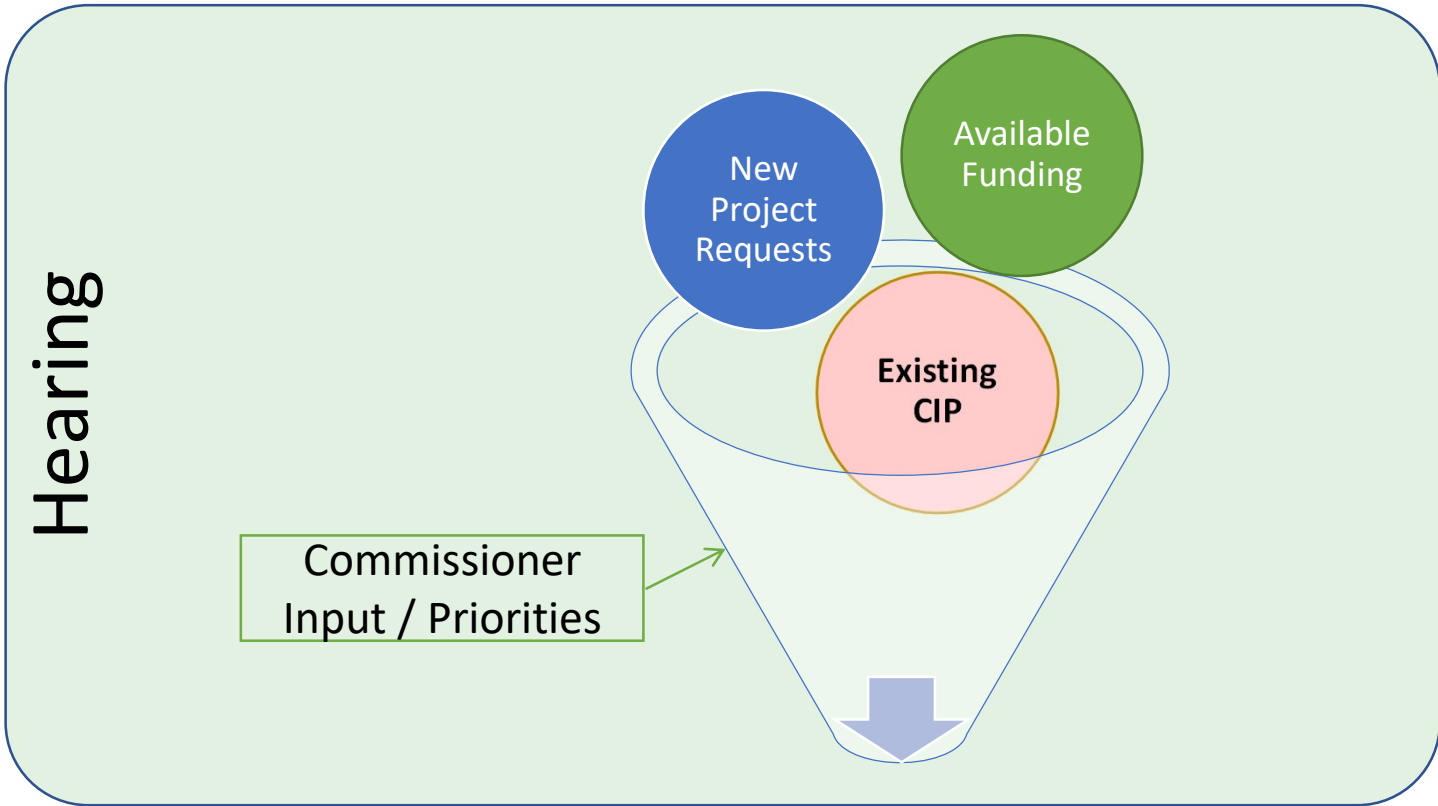 Hearing
New
Project
Requests
Available
Funding
Existing
CIP
Commissioner
Input / Priorities